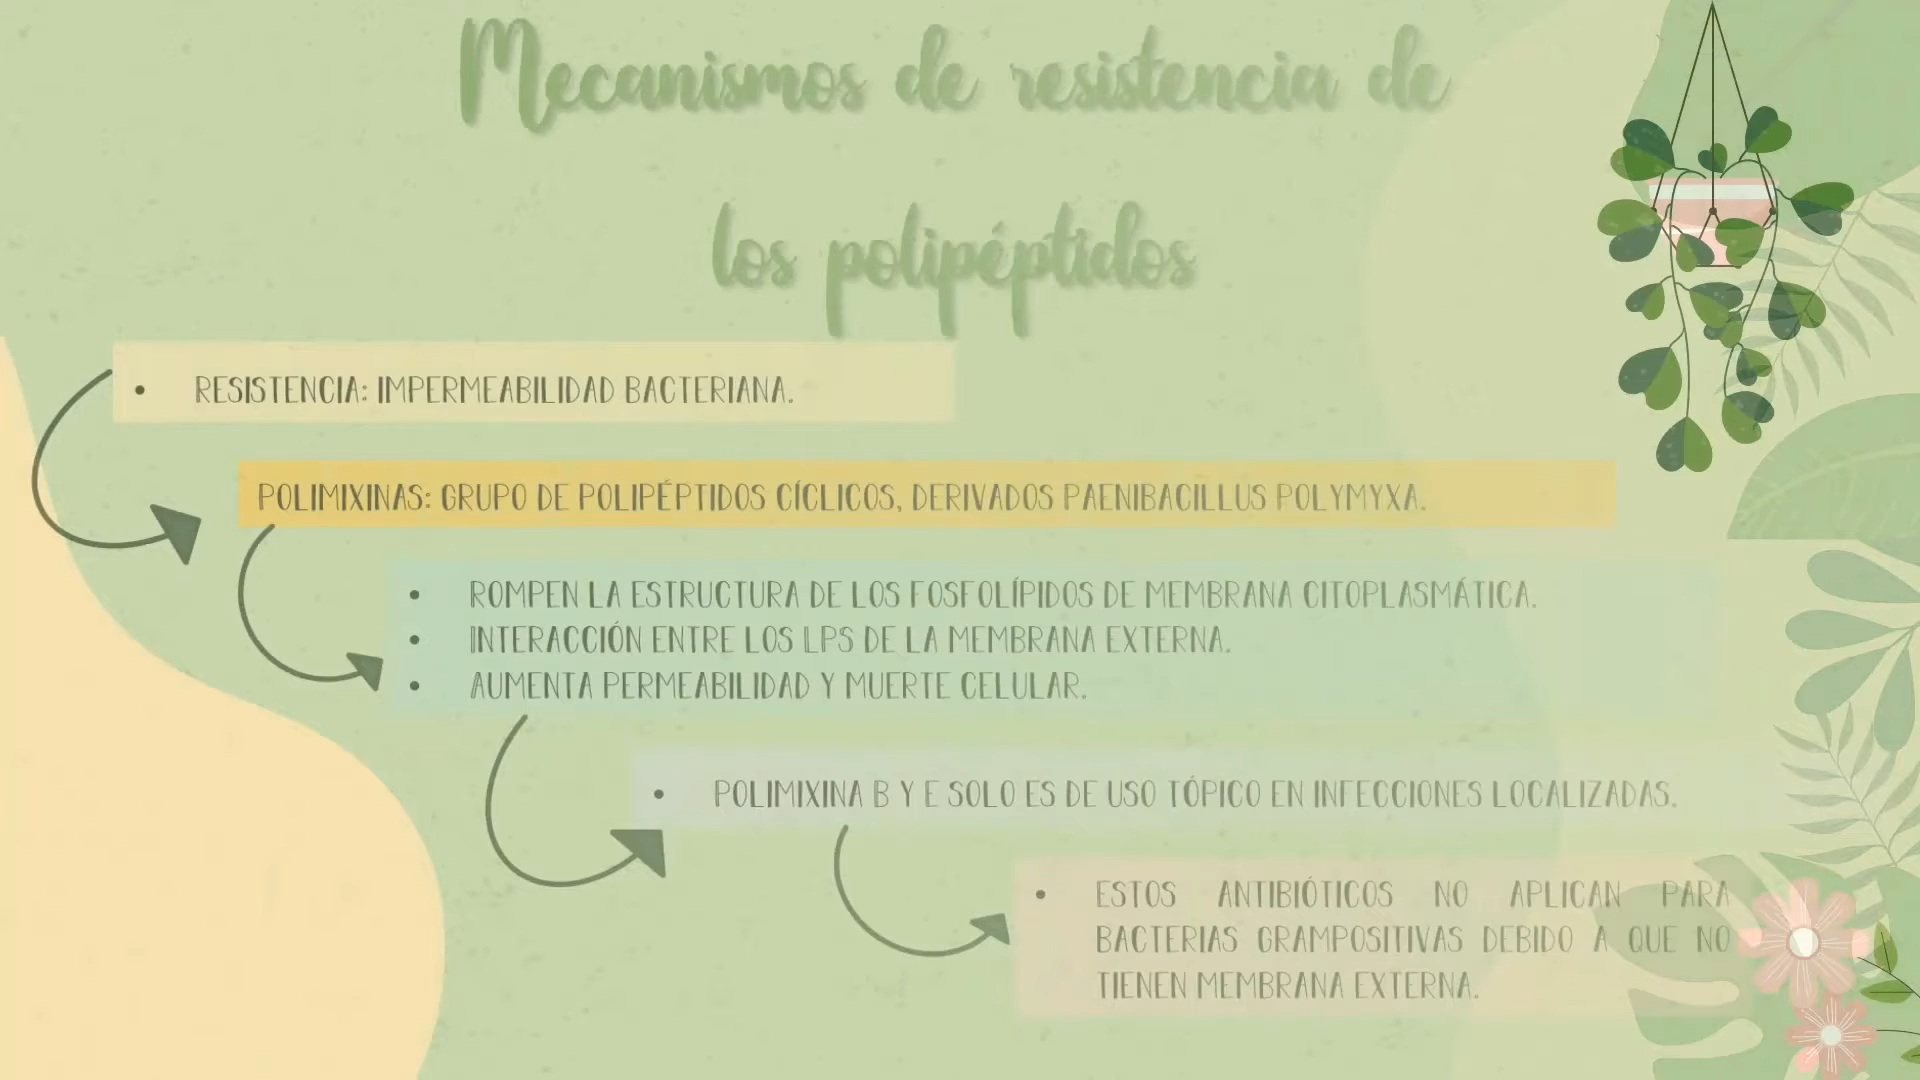 Mecanismos de resistencia de
los polipéptidos
• RESISTENCIA: IMPERMEABILIDAD BACTERIANA.
POLIMIXINAS: GRUPO DE POLIPÉPTIDOS CÍCLICOS, DERIVADOS PAENIBACILLUS POLYMYXA.
• ROMPEN LA ESTRUCTURA DE LOS FOSFOLÍPIDOS DE MEMBRANA CITOPLASMÁTICA.
• INTERACCIÓN ENTRE LOS LPS DE LA MEMBRANA EXTERNA.
• AUMENTA PERMEABILIDAD Y MUERTE CELULAR.
• POLIMIXINA B Y E SOLO ES DE USO TÓPICO EN INFECCIONES LOCALIZADAS.
• ESTOS ANTIBIÓTICOS NO APLICAN PARA
BACTERIAS GRAMPOSITIVAS DEBIDO A QUE NO
TIENEN MEMBRANA EXTERNA.